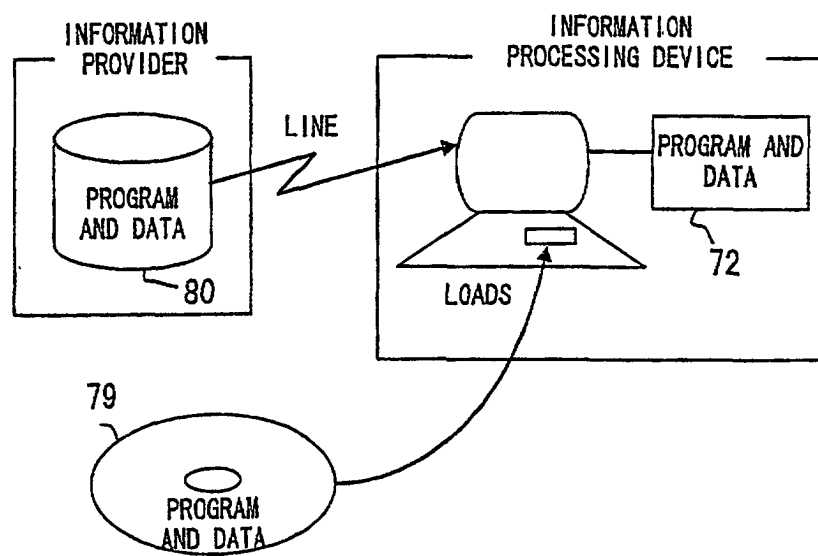 INFORMATION
PROVIDER
PROGRAM
AND DATA
80
LINE
INFORMATION
PROCESSING DEVICE
PROGRAM AND
DATA
72
LOADS
79
PROGRAM
AND DATA